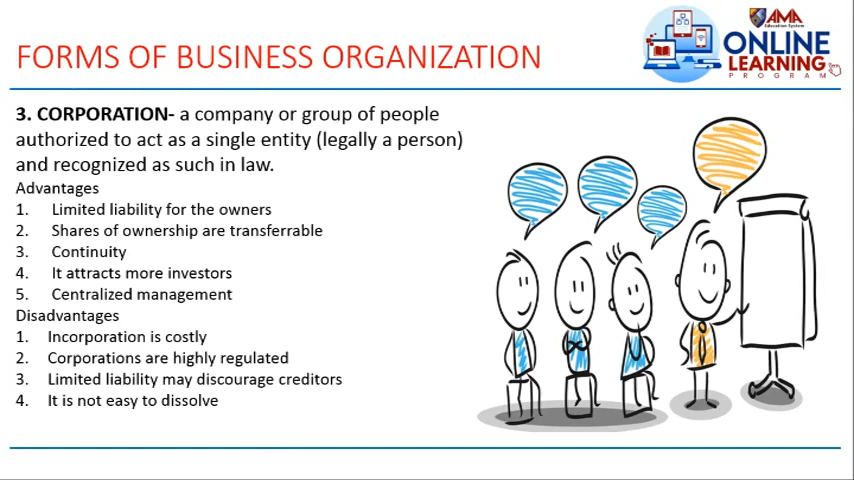 FORMS OF BUSINESS ORGANIZATION
AMA
Education System
ONLINE
LEARNING
PROGRAM
3. CORPORATION- a company or group of people
authorized to act as a single entity (legally a person)
and recognized as such in law.
Advantages
1. Limited liability for the owners
2. Shares of ownership are transferrable
3. Continuity
4. It attracts more investors
5. Centralized management
Disadvantages
1. Incorporation is costly
2. Corporations are highly regulated
3. Limited liability may discourage creditors
4. It is not easy to dissolve